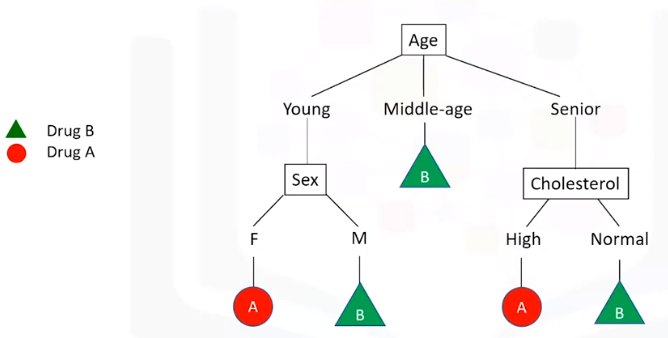 Age
Young Middle-age Senior
Drug B
Drug A
B
Sex
Cholesterol
F M High Normal
A B A B